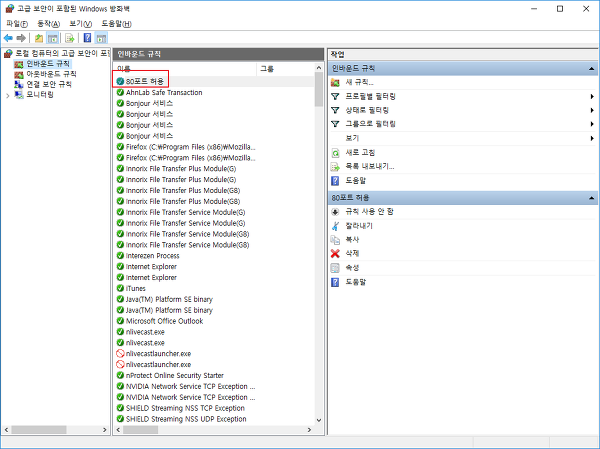 고급 보안이 포함된 Windows 방화벽
파일(F) 동작(A) 보기(V) 도움말(H)
로컬 컴퓨터의 고급 보안이 포
인바운드 규칙
아웃바운드 규칙
연결 보안 규칙
모니터링
인바운드 규칙
이름 그룹
80포트 허용
AhnLab Safe Transaction
Bonjour 서비스
Bonjour 서비스
Bonjour 서비스
Bonjour 서비스
Firefox (C:₩Program Files (x86)₩Mozilla...
Firefox (C:₩Program Files (x86)₩Mozilla...
Innorix File Transfer Plus Module(G)
Innorix File Transfer Plus Module(G)
Innorix File Transfer Plus Module(GB)
Innorix File Transfer Plus Module(GB)
Innorix File Transfer Service Module(G)
Innorix File Transfer Service Module(G)
Innorix File Transfer Service Module(GB)
Innorix File Transfer Service Module(GB)
Interezen Process
Internet Explorer
Internet Explorer
iTunes
Java(TM) Platform SE binary
Java(TM) Platform SE binary
Microsoft Office Outlook
nlivecast.exe
nlivecast.exe
nlivecastlauncher.exe
nlivecastlauncher.exe
nProtect Online Security Starter
NVIDIA Network Service TCP Exception ...
NVIDIA Network Service TCP Exception ...
SHIELD Streaming NSS TCP Exception
SHIELD Streaming NSS UDP Exception
작업
인바운드 규칙
새 규칙...
프로필별 필터링
상태로 필터링
그룹으로 필터링
보기
새로 고침
목록 내보내기...
도움말
80포트 허용
규칙 사용 안 함
잘라내기
복사
삭제
속성
도움말